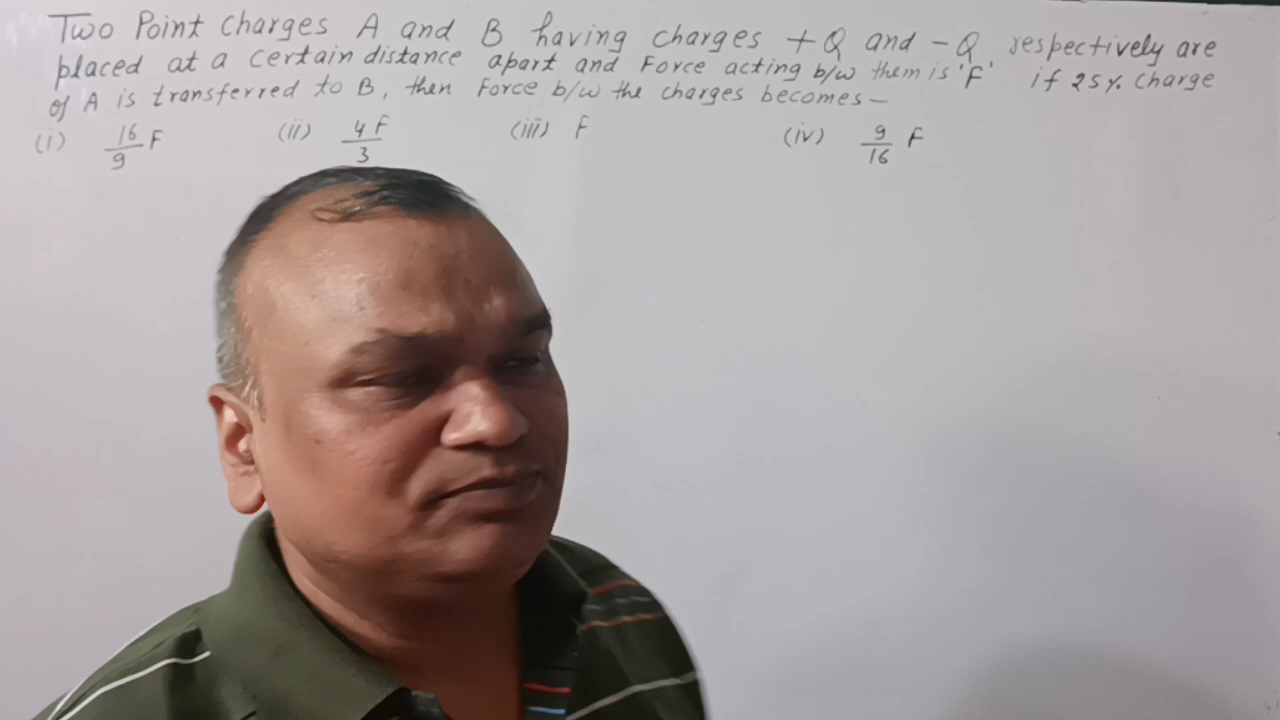 Two Point Charges A and B having charges +Q and -Q respectively are
placed at a certain distance apart and Force acting b/w them is 'F' if 25% charge
of A is transferred to B, then Force b/w the charges becomes—
(i) 16/9 F (ii) 4F/3 (iii) F (iv) 9/16 F